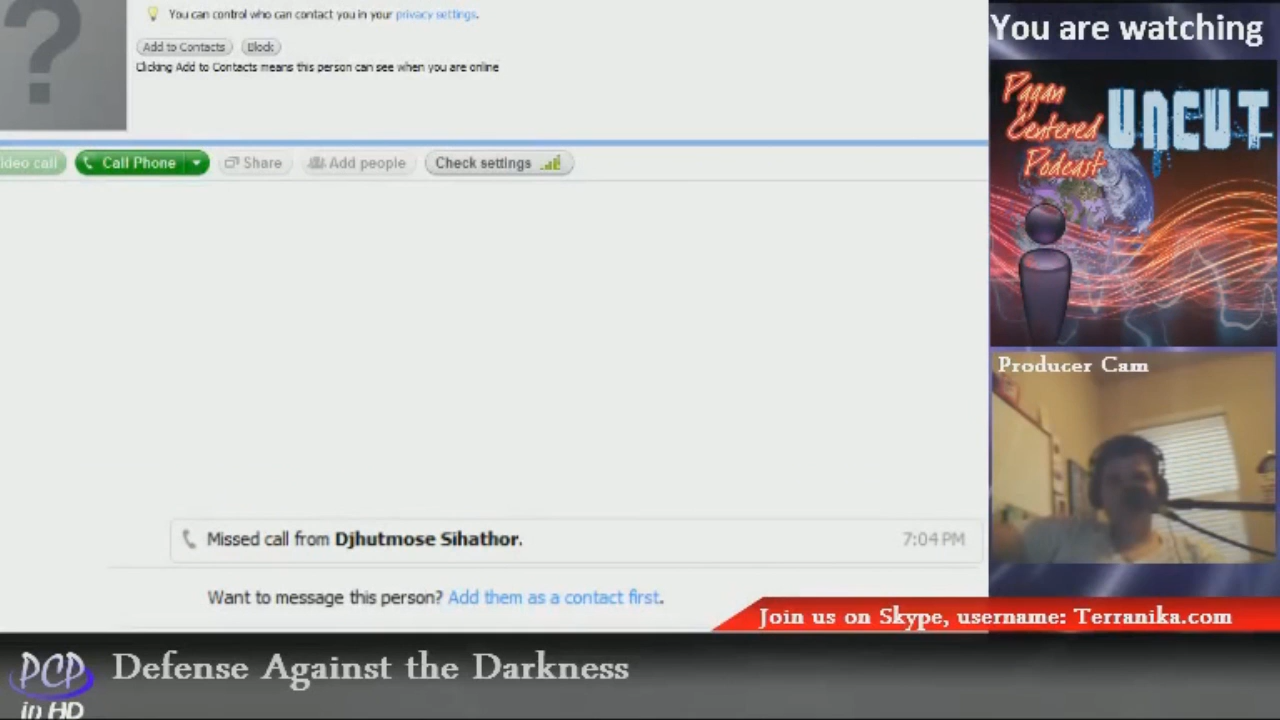 You can control who can contact you in your privacy settings.
Add to Contacts Block
Clicking Add to Contacts means this person can see when you are online
ideo call Call Phone Share Add people Check settings
Missed call from Djhutmose Sihathor. 7:04 PM
Want to message this person? Add them as a contact first.
You are watching
Pagan
Centered
Podcast
UNCUT
Producer Cam
Join us on Skype, username: Terranika.com
PCP
in HD
Defense Against the Darkness